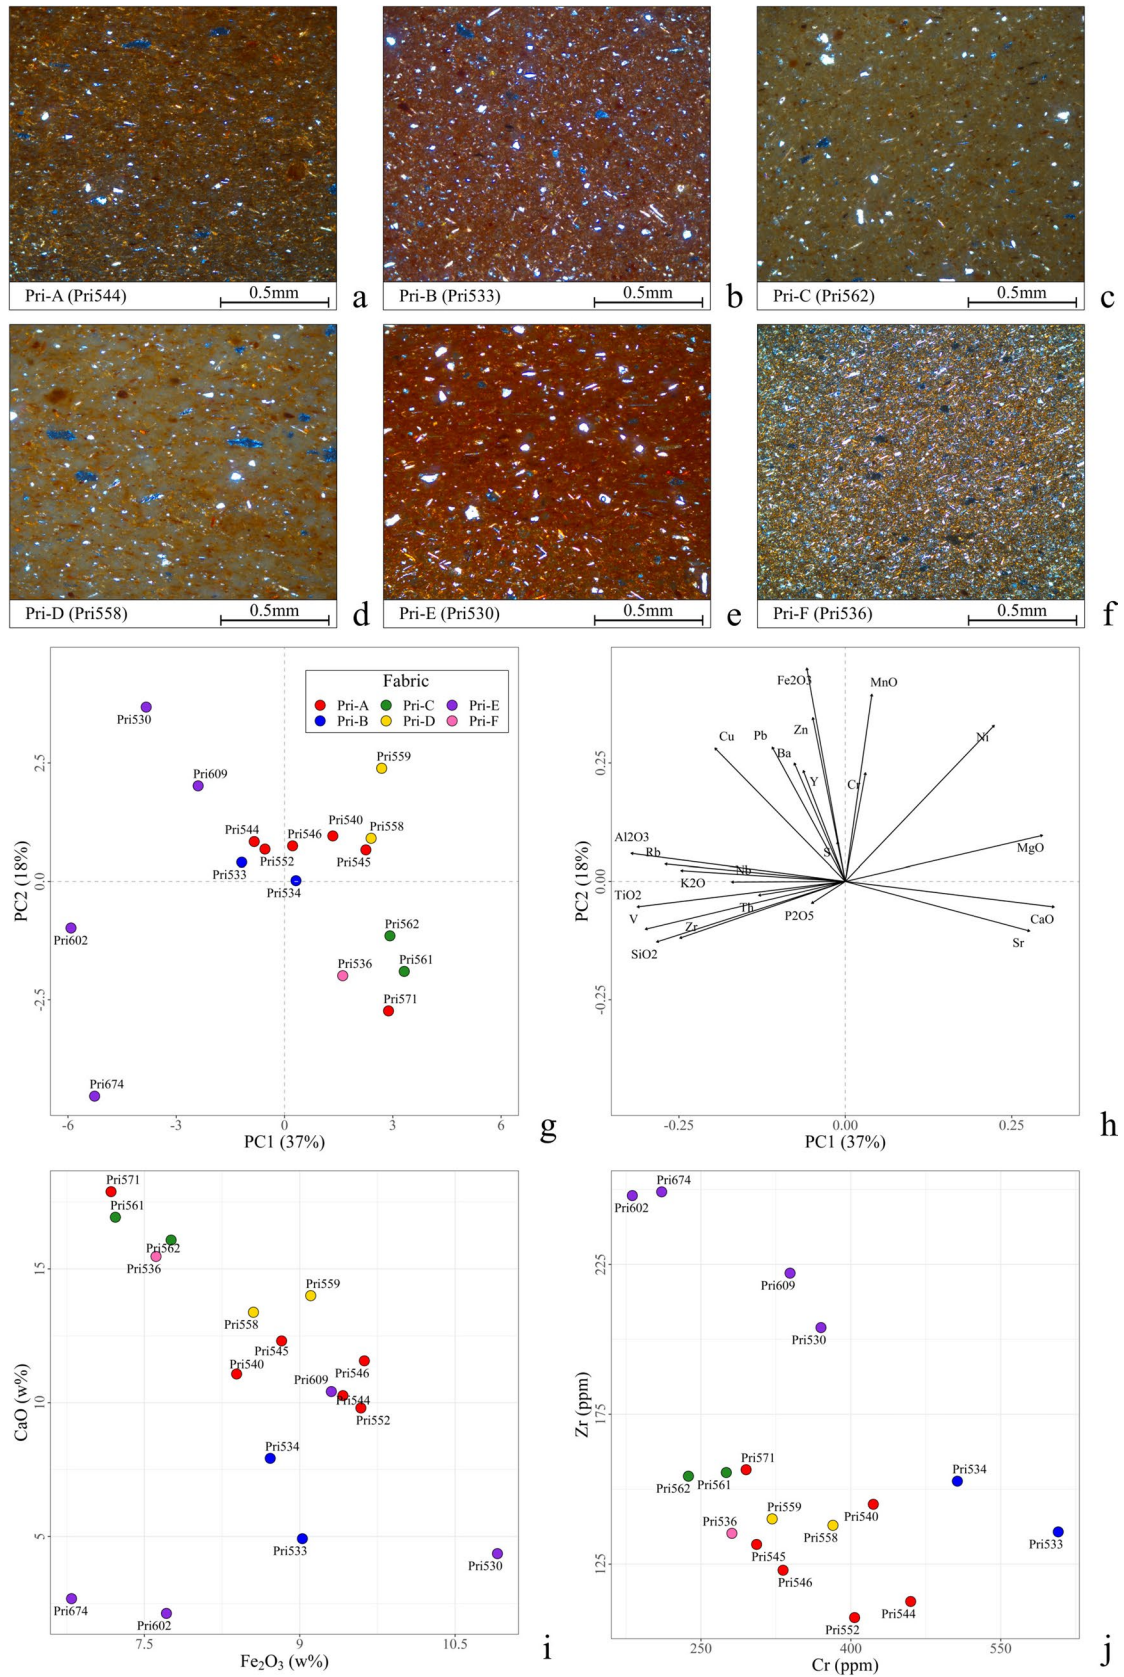 Pri-A (Pri544) 0.5mm a
Pri-B (Pri533) 0.5mm b
Pri-C (Pri562) 0.5mm c
Pri-D (Pri558) 0.5mm d
Pri-E (Pri530) 0.5mm e
Pri-F (Pri536) 0.5mm f
Fabric
Pri-A Pri-C Pri-E
Pri-B Pri-D Pri-F
Pri530
Pri559
Pri609
Pri544 Pri546 Pri540 Pri558
Pri552 Pri545
Pri533
Pri534
Pri602
Pri562
Pri536 Pri561
Pri571
Pri674
2.5
0.0
-2.5
PC2 (18%)
-6 -3 0 3 6
PC1 (37%)
g
Fe2O3 MnO
Zn
Cu Pb Ni
Ba
Y Cr
Al2O3
Rb S MgO
Nb
K2O
TiO2 Th P2O5 CaO
V Zr Sr
SiO2
0.25
0.00
-0.25
PC2 (18%)
-0.25 0.00 0.25
PC1 (37%)
h
Pri571
Pri561
Pri562
Pri536
Pri559
Pri558
Pri545
Pri540 Pri546
Pri609
Pri544
Pri552
Pri534
Pri533
Pri530
Pri674
Pri602
15
10
5
CaO (w%)
7.5 9 10.5
Fe₂O₃ (w%)
i
Pri674
Pri602
Pri609
Pri530
Pri571
Pri562 Pri561
Pri534
Pri559
Pri536 Pri558 Pri540
Pri533
Pri545
Pri546
Pri544
Pri552
225
175
125
Zr (ppm)
250 400 550
Cr (ppm)
j